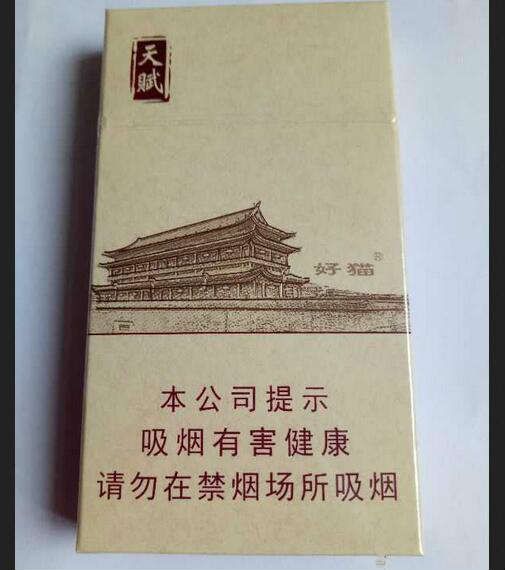 天赋
好猫®
本公司提示
吸烟有害健康
请勿在禁烟场所吸烟